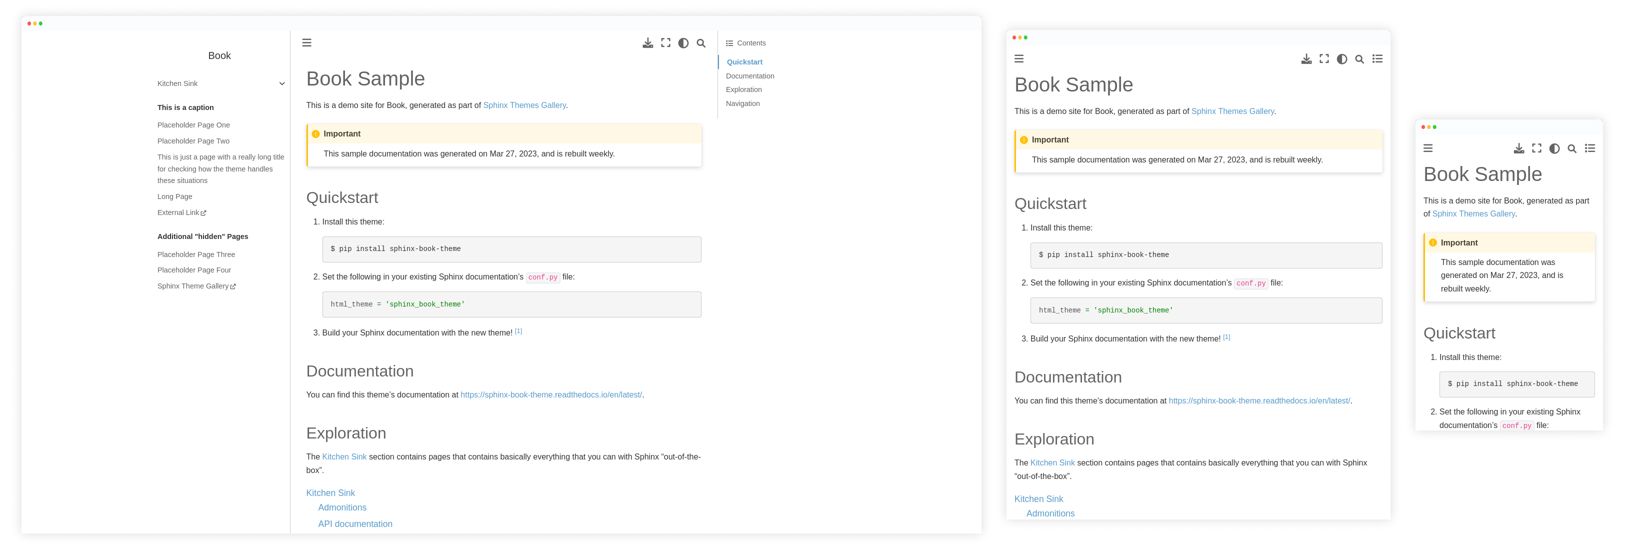 Book
Kitchen Sink
This is a caption
Placeholder Page One
Placeholder Page Two
This is just a page with a really long title
for checking how the theme handles
these situations
Long Page
External Link
Additional "hidden" Pages
Placeholder Page Three
Placeholder Page Four
Sphinx Theme Gallery
Book Sample
This is a demo site for Book, generated as part of Sphinx Themes Gallery.
Important
This sample documentation was generated on Mar 27, 2023, and is rebuilt weekly.
Quickstart
1. Install this theme:
$ pip install sphinx-book-theme
2. Set the following in your existing Sphinx documentation’s conf.py file:
html_theme = 'sphinx_book_theme'
3. Build your Sphinx documentation with the new theme! [1]
Documentation
You can find this theme’s documentation at https://sphinx-book-theme.readthedocs.io/en/latest/.
Exploration
The Kitchen Sink section contains pages that contains basically everything that you can with Sphinx “out-of-the-
box”.
Kitchen Sink
Admonitions
API documentation
Contents
Quickstart
Documentation
Exploration
Navigation
Book Sample
This is a demo site for Book, generated as part of Sphinx Themes Gallery.
Important
This sample documentation was generated on Mar 27, 2023, and is rebuilt weekly.
Quickstart
1. Install this theme:
$ pip install sphinx-book-theme
2. Set the following in your existing Sphinx documentation’s conf.py file:
html_theme = 'sphinx_book_theme'
3. Build your Sphinx documentation with the new theme! [1]
Documentation
You can find this theme’s documentation at https://sphinx-book-theme.readthedocs.io/en/latest/.
Exploration
The Kitchen Sink section contains pages that contains basically everything that you can with Sphinx
“out-of-the-box”.
Kitchen Sink
Admonitions
Book Sample
This is a demo site for Book, generated as part
of Sphinx Themes Gallery.
Important
This sample documentation was
generated on Mar 27, 2023, and is
rebuilt weekly.
Quickstart
1. Install this theme:
$ pip install sphinx-book-theme
2. Set the following in your existing Sphinx
documentation’s conf.py file: